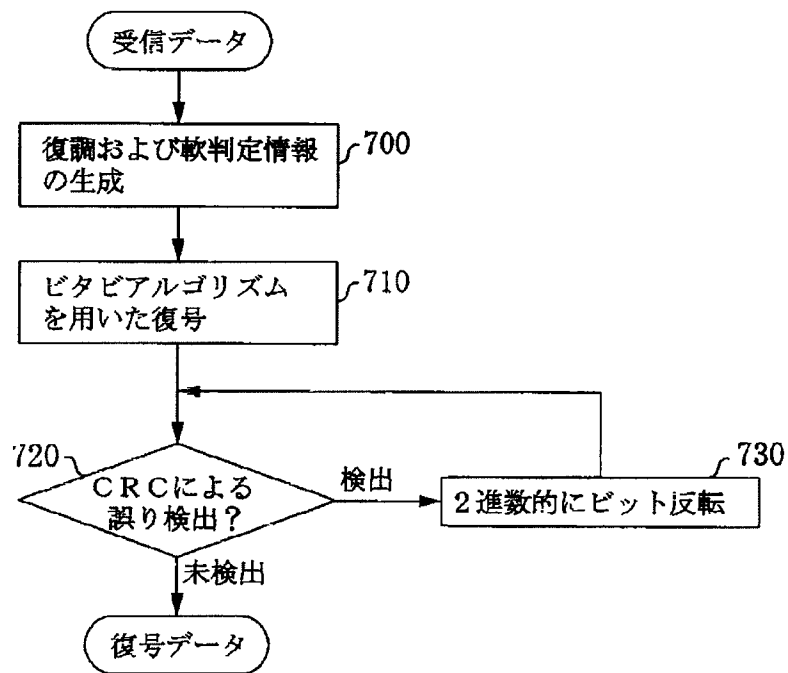 受信データ
復調および軟判定情報
の生成
700
ビタビアルゴリズム
を用いた復号
710
720
CRCによる
誤り検出?
検出
730
2進数的にビット反転
未検出
復号データ